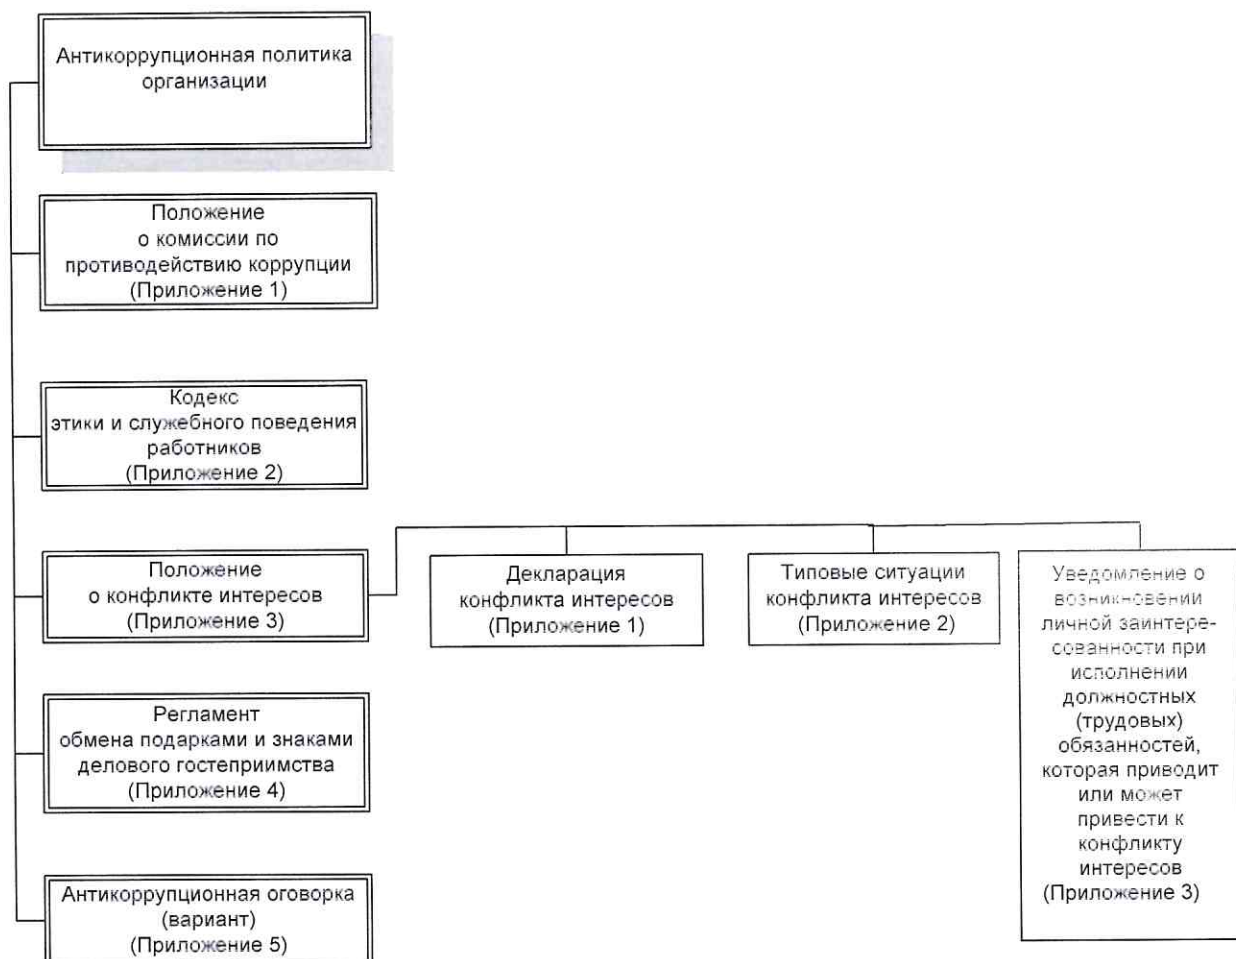 Антикоррупционная политика
организации
Положение
о комиссии по
противодействию коррупции
(Приложение 1)
Кодекс
этики и служебного поведения
работников
(Приложение 2)
Положение
о конфликте интересов
(Приложение 3)
Декларация
конфликта интересов
(Приложение 1)
Типовые ситуации
конфликта интересов
(Приложение 2)
Уведомление о
возникновении
личной заинтере-
сованности при
исполнении
должностных
(трудовых)
обязанностей,
которая приводит
или может
привести к
конфликту
интересов
(Приложение 3)
Регламент
обмена подарками и знаками
делового гостеприимства
(Приложение 4)
Антикоррупционная оговорка
(вариант)
(Приложение 5)